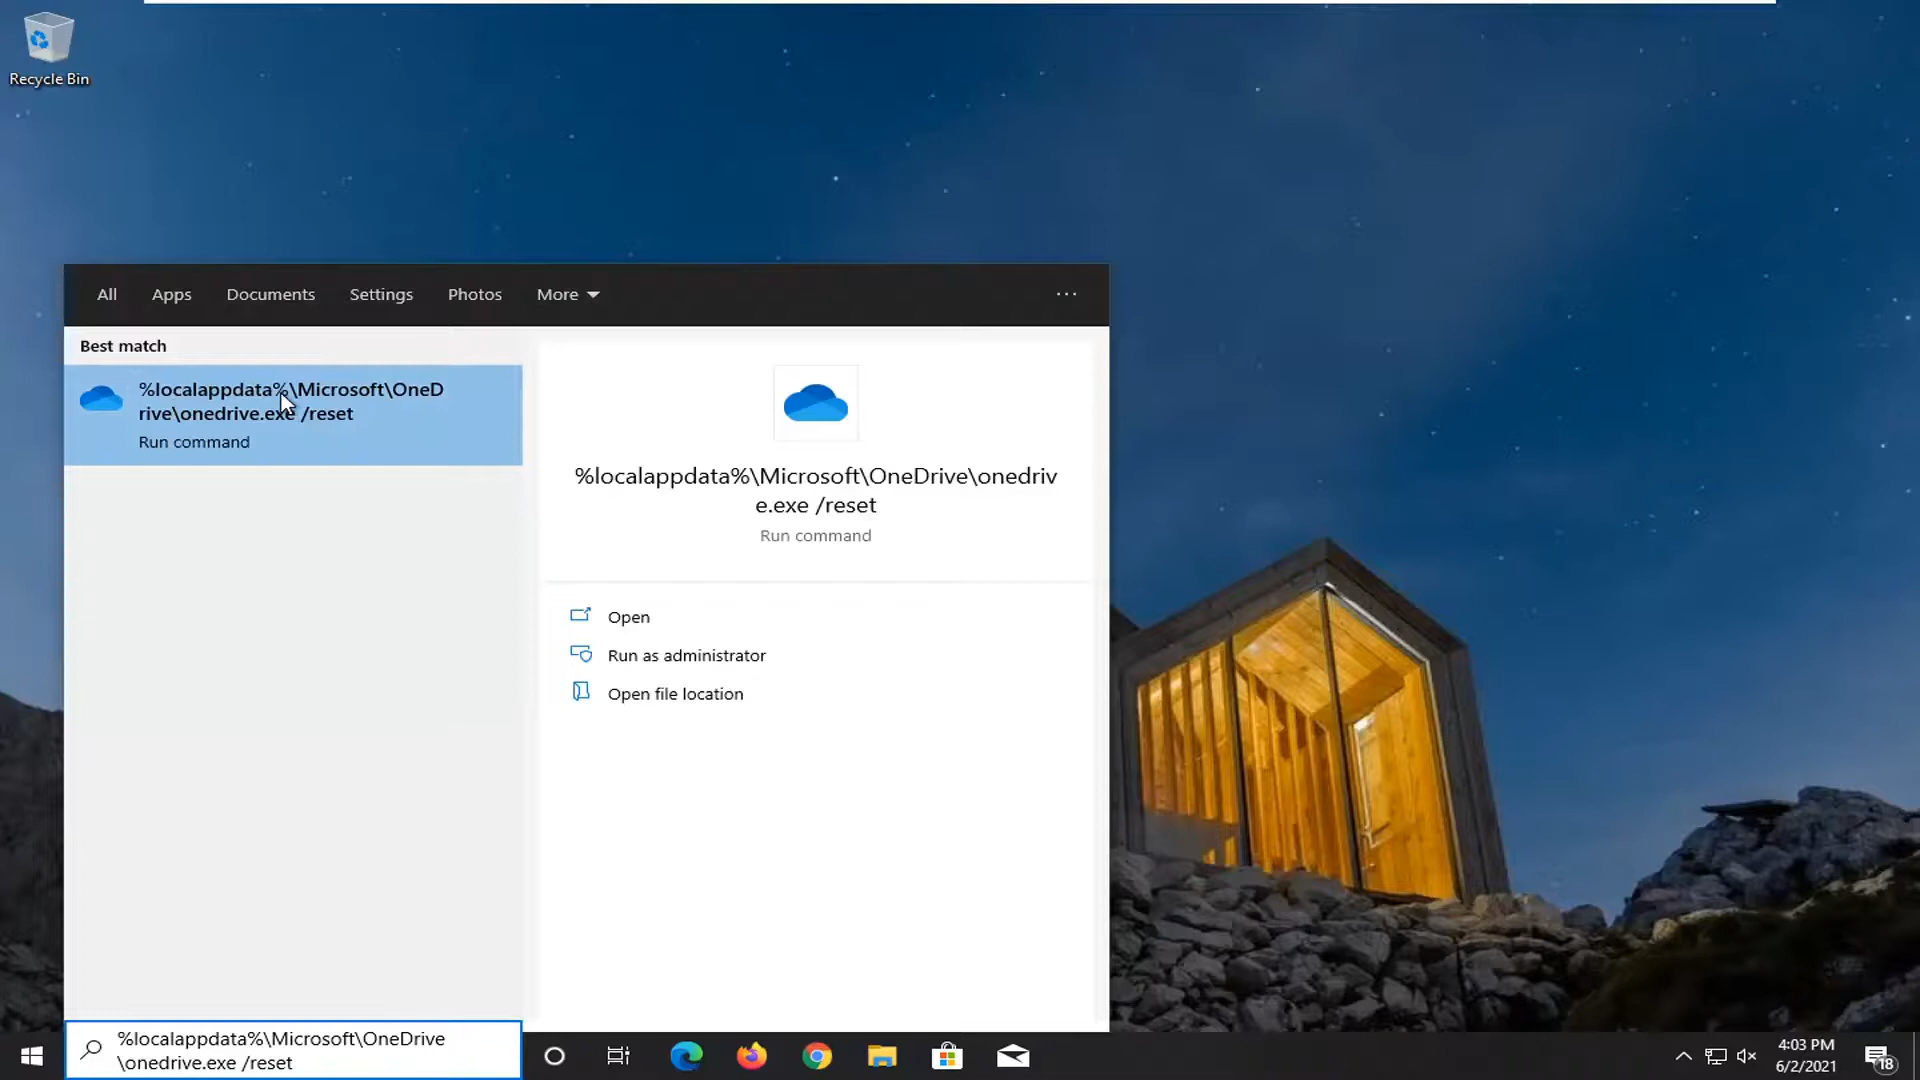 Recycle Bin
All
Apps
Documents
Settings
Photos
More
Best match
%localappdata%\Microsoft\OneD
rive\onedrive.exe /reset
Run command
%localappdata%\Microsoft\OneDrive\onedriv
e.exe /reset
Run command
Open
Run as administrator
Open file location
%localappdata%\Microsoft\OneDrive
\onedrive.exe /reset
4:03 PM
6/2/2021
18